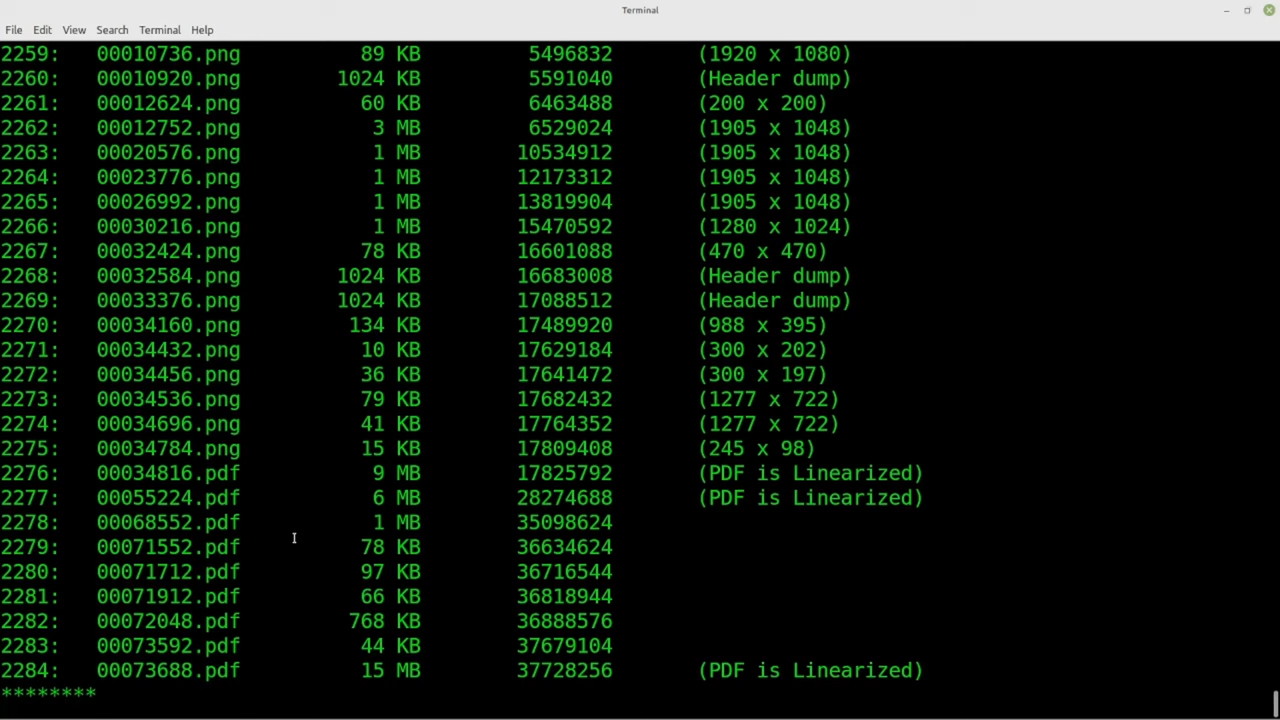 Terminal
File Edit View Search Terminal Help
2259: 00010736.png 89 KB 5496832 (1920 x 1080)
2260: 00010920.png 1024 KB 5591040 (Header dump)
2261: 00012624.png 60 KB 6463488 (200 x 200)
2262: 00012752.png 3 MB 6529024 (1905 x 1048)
2263: 00020576.png 1 MB 10534912 (1905 x 1048)
2264: 00023776.png 1 MB 12173312 (1905 x 1048)
2265: 00026992.png 1 MB 13819904 (1905 x 1048)
2266: 00030216.png 1 MB 15470592 (1280 x 1024)
2267: 00032424.png 78 KB 16601088 (470 x 470)
2268: 00032584.png 1024 KB 16683008 (Header dump)
2269: 00033376.png 1024 KB 17088512 (Header dump)
2270: 00034160.png 134 KB 17489920 (988 x 395)
2271: 00034432.png 10 KB 17629184 (300 x 202)
2272: 00034456.png 36 KB 17641472 (300 x 197)
2273: 00034536.png 79 KB 17682432 (1277 x 722)
2274: 00034696.png 41 KB 17764352 (1277 x 722)
2275: 00034784.png 15 KB 17809408 (245 x 98)
2276: 00034816.pdf 9 MB 17825792 (PDF is Linearized)
2277: 00055224.pdf 6 MB 28274688 (PDF is Linearized)
2278: 00068552.pdf 1 MB 35098624
2279: 00071552.pdf 78 KB 36634624
2280: 00071712.pdf 97 KB 36716544
2281: 00071912.pdf 66 KB 36818944
2282: 00072048.pdf 768 KB 36888576
2283: 00073592.pdf 44 KB 37679104
2284: 00073688.pdf 15 MB 37728256 (PDF is Linearized)
********